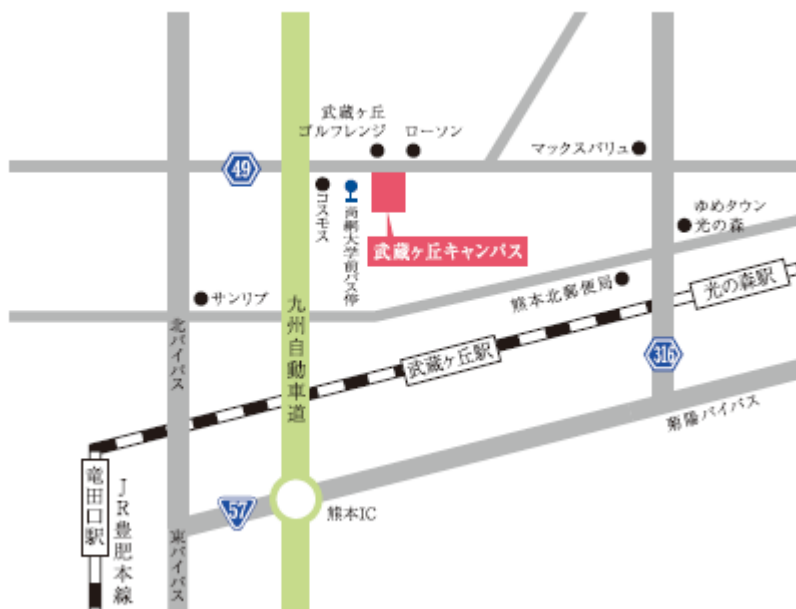 武蔵ヶ丘
ゴルフレンジ
ローソン
マックスバリュ
49
コスモス
尚絅大学前バス停
武蔵ヶ丘キャンパス
ゆめタウン
光の森
サンリブ
九州自動車道
熊本北郵便局
光の森駅
北バイパス
武蔵ヶ丘駅
316
菊陽バイパス
竜田口駅
JR豊肥本線
57
熊本IC
東バイパス